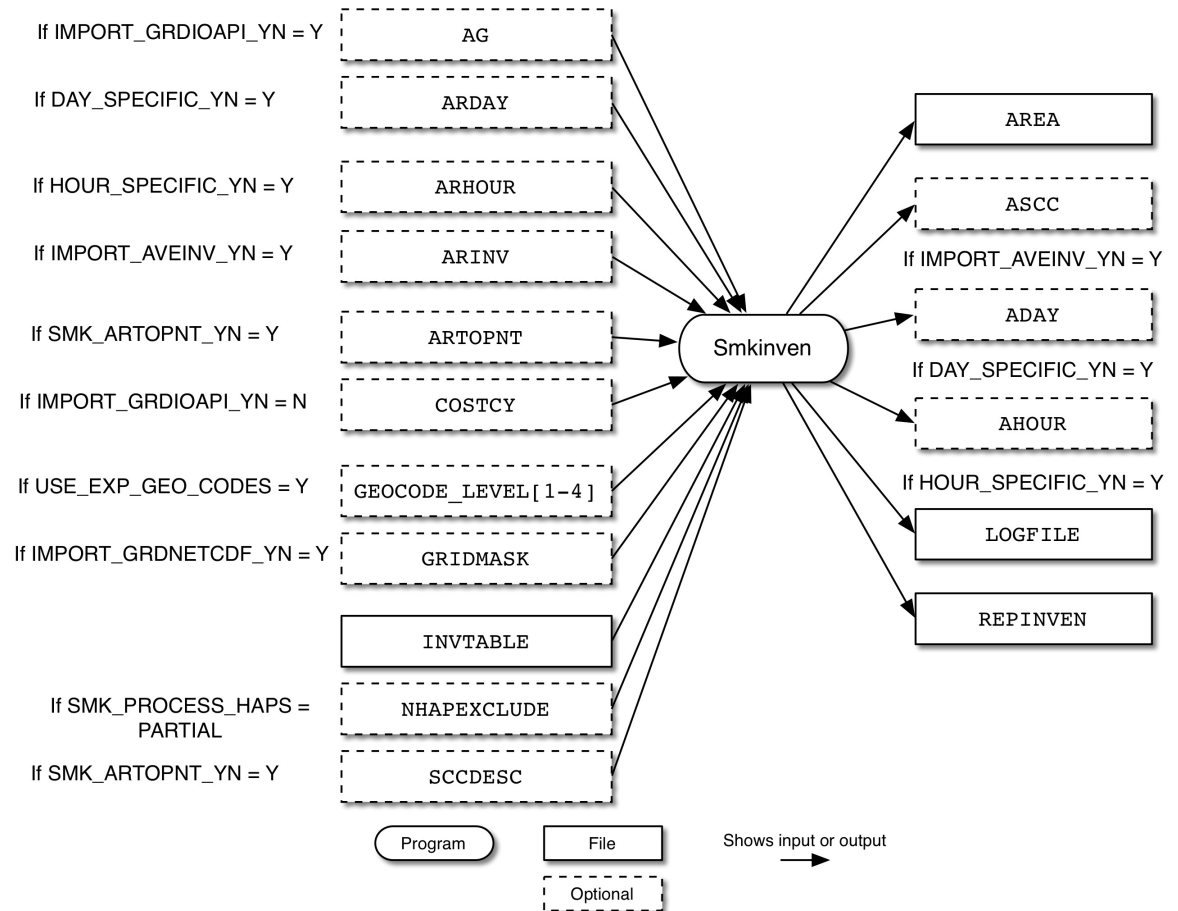 If IMPORT_GRDIOAPI_YN = Y
AG
If DAY_SPECIFIC_YN = Y
ARDAY
If HOUR_SPECIFIC_YN = Y
ARHOUR
If IMPORT_AVEINV_YN = Y
ARINV
If SMK_ARTOPNT_YN = Y
ARTOPNT
If IMPORT_GRDIOAPI_YN = N
COSTCY
If USE_EXP_GEO_CODES = Y
GEOCODE_LEVEL[1-4]
If IMPORT_GRDNETCDF_YN = Y
GRIDMASK
INVTABLE
If SMK_PROCESS_HAPS =
PARTIAL
NHAPEXCLUDE
If SMK_ARTOPNT_YN = Y
SCCDESC
Smkinven
AREA
ASCC
If IMPORT_AVEINV_YN = Y
ADAY
If DAY_SPECIFIC_YN = Y
AHOUR
If HOUR_SPECIFIC_YN = Y
LOGFILE
REPINVEN
Program
File
Shows input or output
Optional